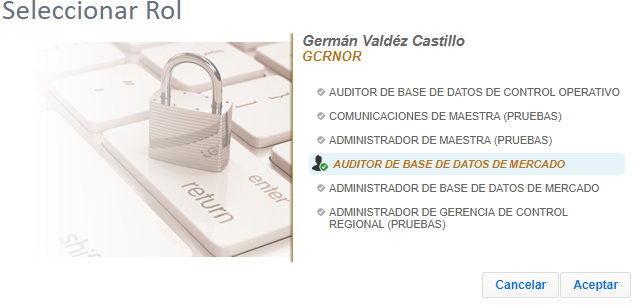 Seleccionar Rol
Germán Valdéz Castillo
GCRNOR
AUDITOR DE BASE DE DATOS DE CONTROL OPERATIVO
COMUNICACIONES DE MAESTRA (PRUEBAS)
ADMINISTRADOR DE MAESTRA (PRUEBAS)
AUDITOR DE BASE DE DATOS DE MERCADO
ADMINISTRADOR DE BASE DE DATOS DE MERCADO
ADMINISTRADOR DE GERENCIA DE CONTROL
REGIONAL (PRUEBAS)
enter
return
shift
Cancelar Aceptar